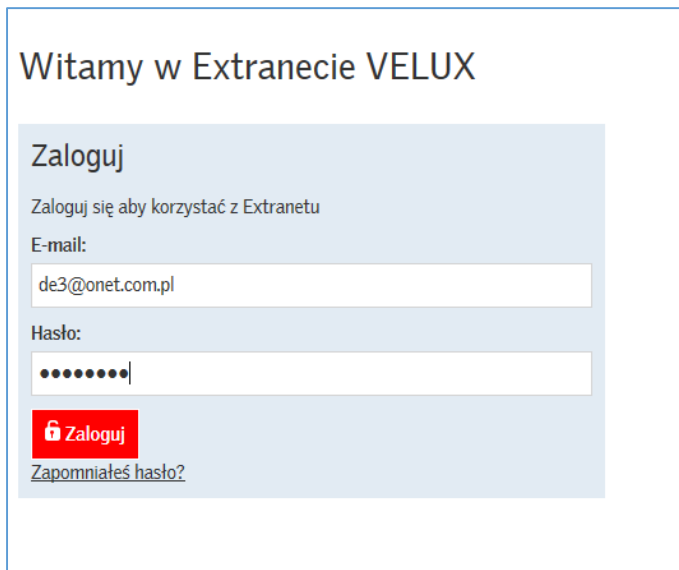 Witamy w Extranecie VELUX
Zaloguj
Zaloguj się aby korzystać z Extranetu
E-mail:
de3@onet.com.pl
Hasło:
••••••••
Zaloguj
Zapomniałeś hasło?